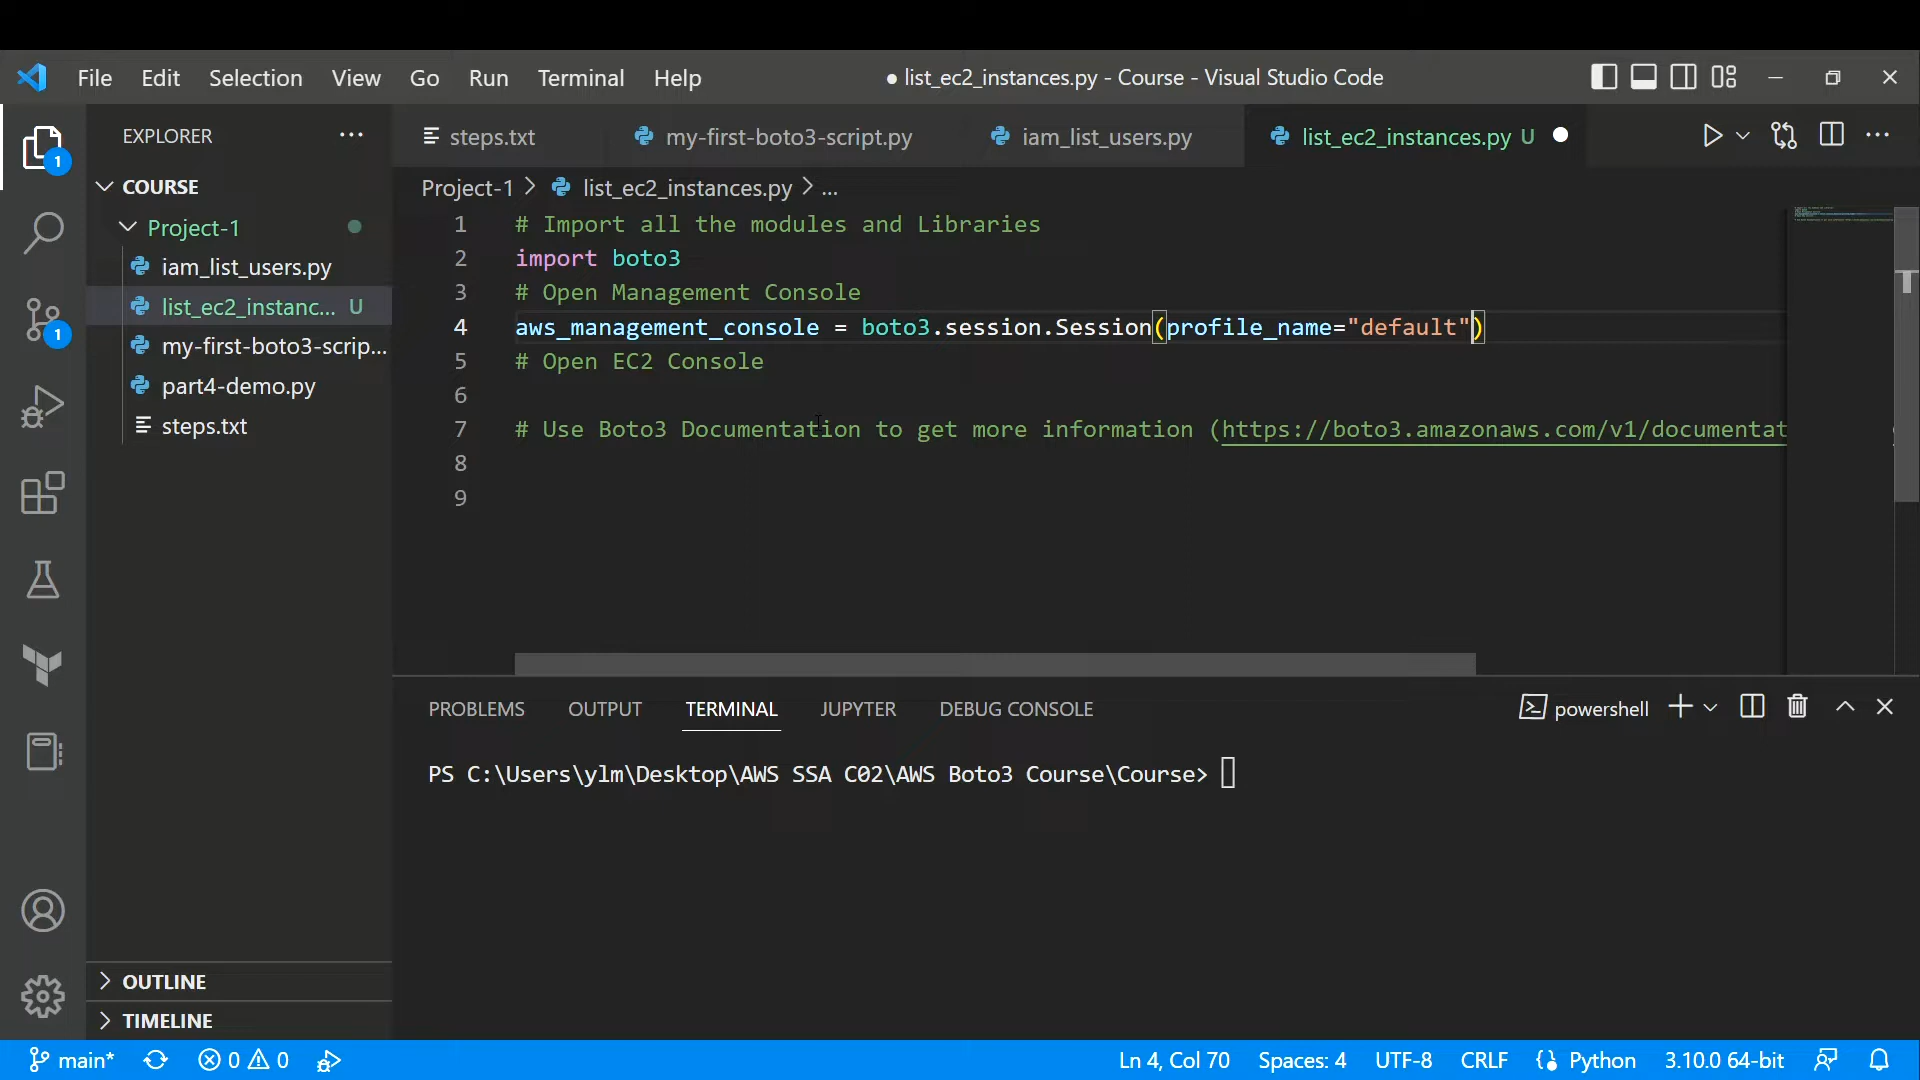 File Edit Selection View Go Run Terminal Help
● list_ec2_instances.py - Course - Visual Studio Code
EXPLORER
steps.txt my-first-boto3-script.py iam_list_users.py list_ec2_instances.py U
COURSE
Project-1 > list_ec2_instances.py > ...
Project-1
iam_list_users.py
list_ec2_instanc... U
my-first-boto3-scrip...
part4-demo.py
steps.txt
1 # Import all the modules and Libraries
2 import boto3
3 # Open Management Console
4 aws_management_console = boto3.session.Session(profile_name="default")
5 # Open EC2 Console
6
7 # Use Boto3 Documentation to get more information (https://boto3.amazonaws.com/v1/documentat
8
9
PROBLEMS OUTPUT TERMINAL JUPYTER DEBUG CONSOLE
powershell
PS C:\Users\ylm\Desktop\AWS SSA C02\AWS Boto3 Course\Course>
OUTLINE
TIMELINE
1
1
main* 0 0 Ln 4, Col 70 Spaces: 4 UTF-8 CRLF Python 3.10.0 64-bit